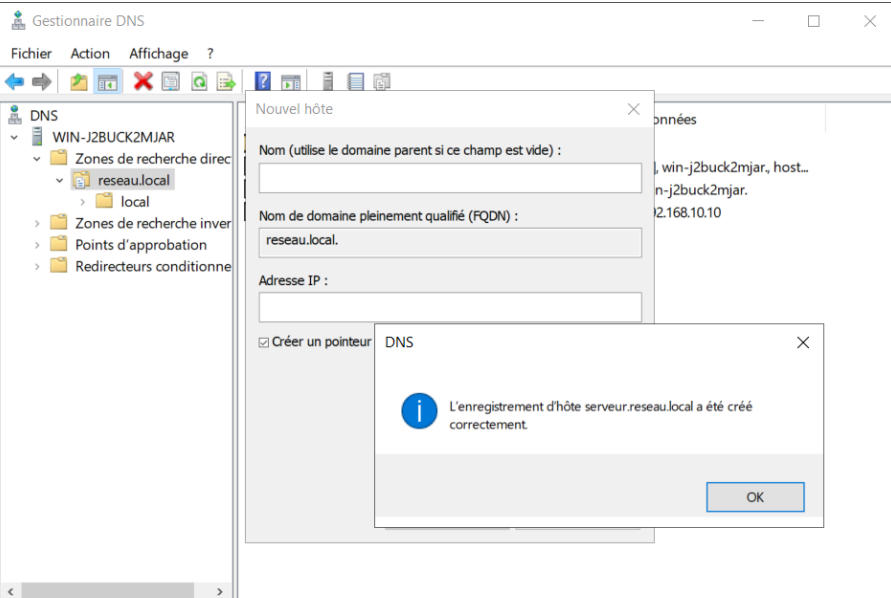 Gestionnaire DNS
Fichier Action Affichage ?
DNS
WIN-J2BUCK2MJAR
Zones de recherche direc
reseau.local
local
Zones de recherche inver
Points d'approbation
Redirecteurs conditionne
Nouvel hôte
Nom (utilise le domaine parent si ce champ est vide) :
Nom de domaine pleinement qualifié (FQDN) :
reseau.local.
Adresse IP :
Créer un pointeur
onnées
], win-j2buck2mjar., host...
n-j2buck2mjar.
2.168.10.10
DNS
L'enregistrement d'hôte serveur.reseau.local a été créé
correctement.
OK